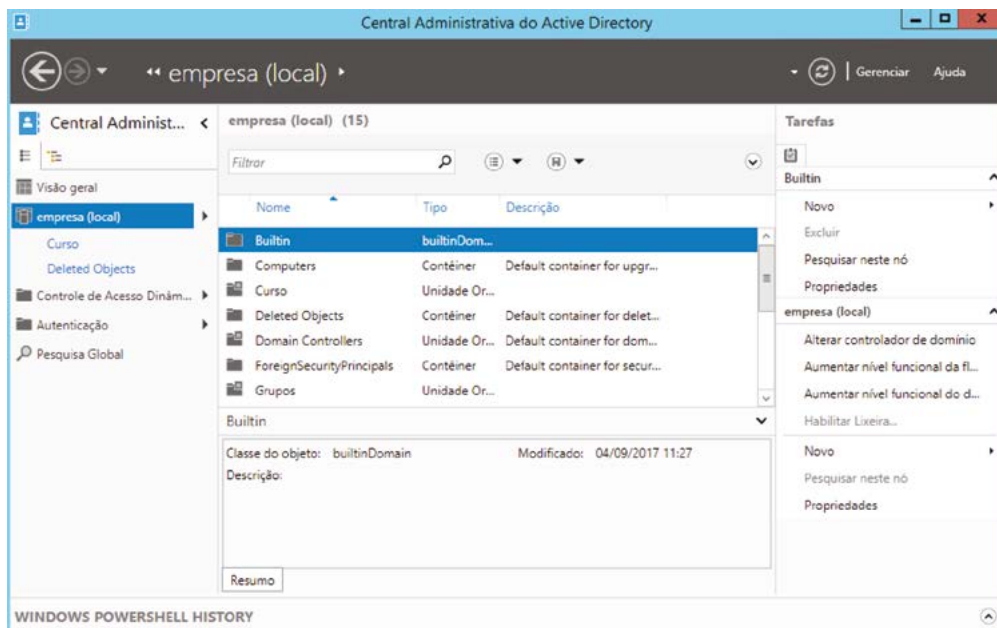 Central Administrativa do Active Directory
empresa (local)
Gerenciar Ajuda
Central Administ...
Visão geral
empresa (local)
Curso
Deleted Objects
Controle de Acesso Dinâm...
Autenticação
Pesquisa Global
empresa (local) (15)
Filtrar
Nome Tipo Descrição
Builtin builtinDom...
Computers Contêiner Default container for upgr...
Curso Unidade Or...
Deleted Objects Contêiner Default container for delet...
Domain Controllers Unidade Or... Default container for dom...
ForeignSecurityPrincipals Contêiner Default container for secur...
Grupos Unidade Or...
Builtin
Classe do objeto: builtinDomain Modificado: 04/09/2017 11:27
Descrição:
Resumo
Tarefas
Builtin
Novo
Excluir
Pesquisar neste nó
Propriedades
empresa (local)
Alterar controlador de domínio
Aumentar nível funcional da fl...
Aumentar nível funcional do d...
Habilitar Lixeira...
Novo
Pesquisar neste nó
Propriedades
WINDOWS POWERSHELL HISTORY